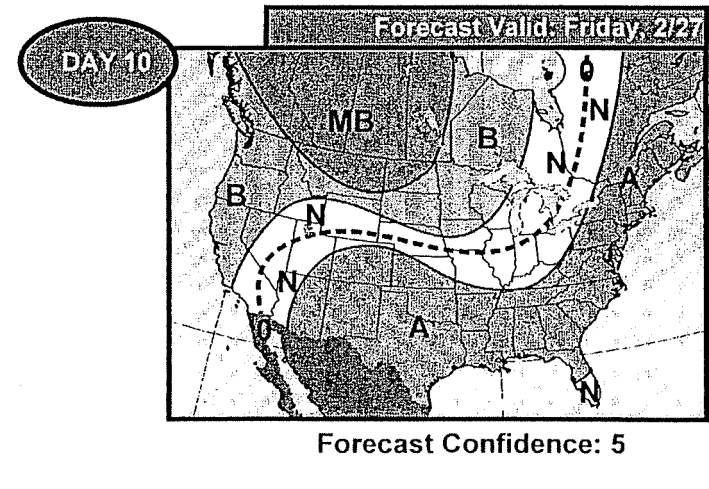 Forecast Valid: Friday, 2/27
DAY 10
0
MB
B
N
N
A
B
N
N
0
A
N
Forecast Confidence: 5